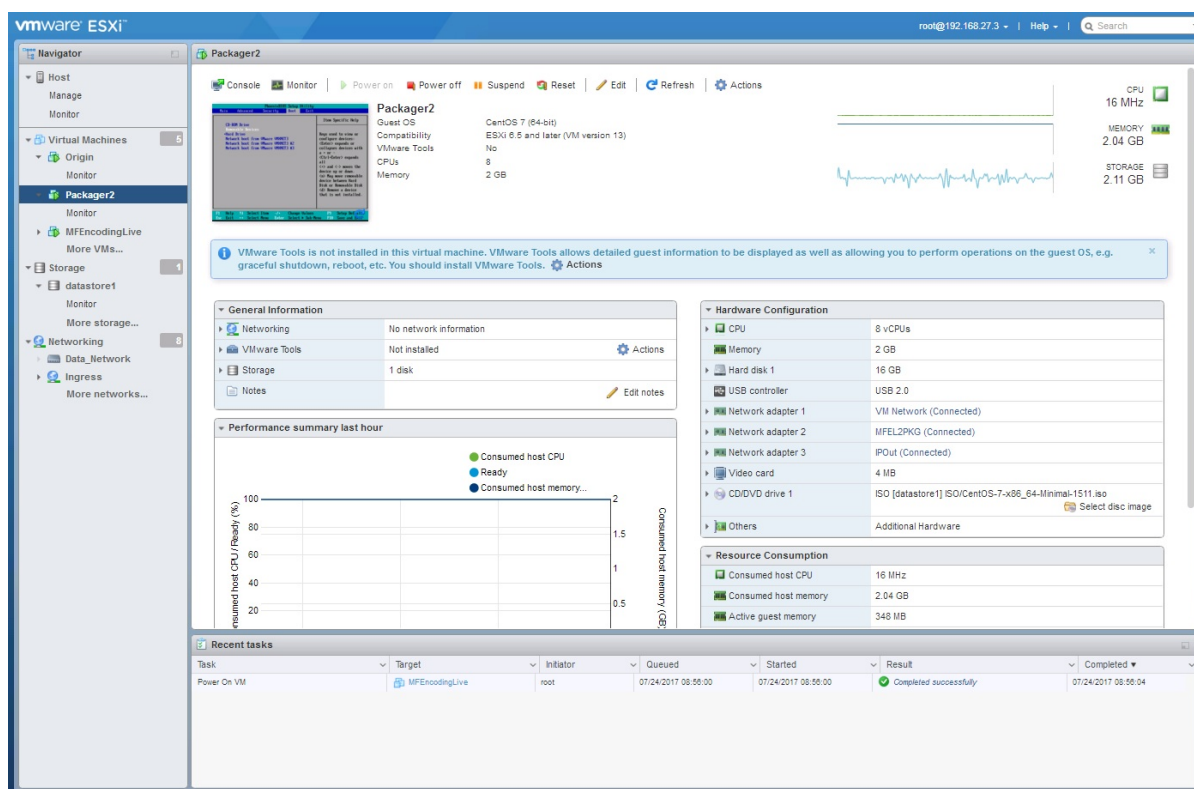 vmware ESXi™
root@192.168.27.3 | Help | Search
Navigator
Host
Manage
Monitor
Virtual Machines 5
Origin
Monitor
Packager2
Monitor
MFEncodingLive
More VMs...
Storage 1
datastore1
Monitor
More storage...
Networking 8
Data_Network
Ingress
More networks...
Packager2
Console Monitor Power on Power off Suspend Reset Edit Refresh Actions
Packager2
Guest OS CentOS 7 (64-bit)
Compatibility ESXi 6.5 and later (VM version 13)
VMware Tools No
CPUs 8
Memory 2 GB
CPU
16 MHz
MEMORY
2.04 GB
STORAGE
2.11 GB
VMware Tools is not installed in this virtual machine. VMware Tools allows detailed guest information to be displayed as well as allowing you to perform operations on the guest OS, e.g.
graceful shutdown, reboot, etc. You should install VMware Tools. Actions
General Information
Networking No network information
VMware Tools Not installed Actions
Storage 1 disk
Notes Edit notes
Performance summary last hour
Consumed host CPU
Ready
Consumed host memory...
100
80
60
40
20
2
1.5
1
0.5
Consumed host memory (GB)
Hardware Configuration
CPU 8 vCPUs
Memory 2 GB
Hard disk 1 16 GB
USB controller USB 2.0
Network adapter 1 VM Network (Connected)
Network adapter 2 MFEL2PKG (Connected)
Network adapter 3 IPOut (Connected)
Video card 4 MB
CD/DVD drive 1 ISO [datastore1] ISO/CentOS-7-x86_64-Minimal-1511.iso
Select disc image
Others Additional Hardware
Resource Consumption
Consumed host CPU 16 MHz
Consumed host memory 2.04 GB
Active guest memory 348 MB
Recent tasks
Task Target Initiator Queued Started Result Completed ▼
Power On VM MFEncodingLive root 07/24/2017 08:56:00 07/24/2017 08:56:00 Completed successfully 07/24/2017 08:56:04